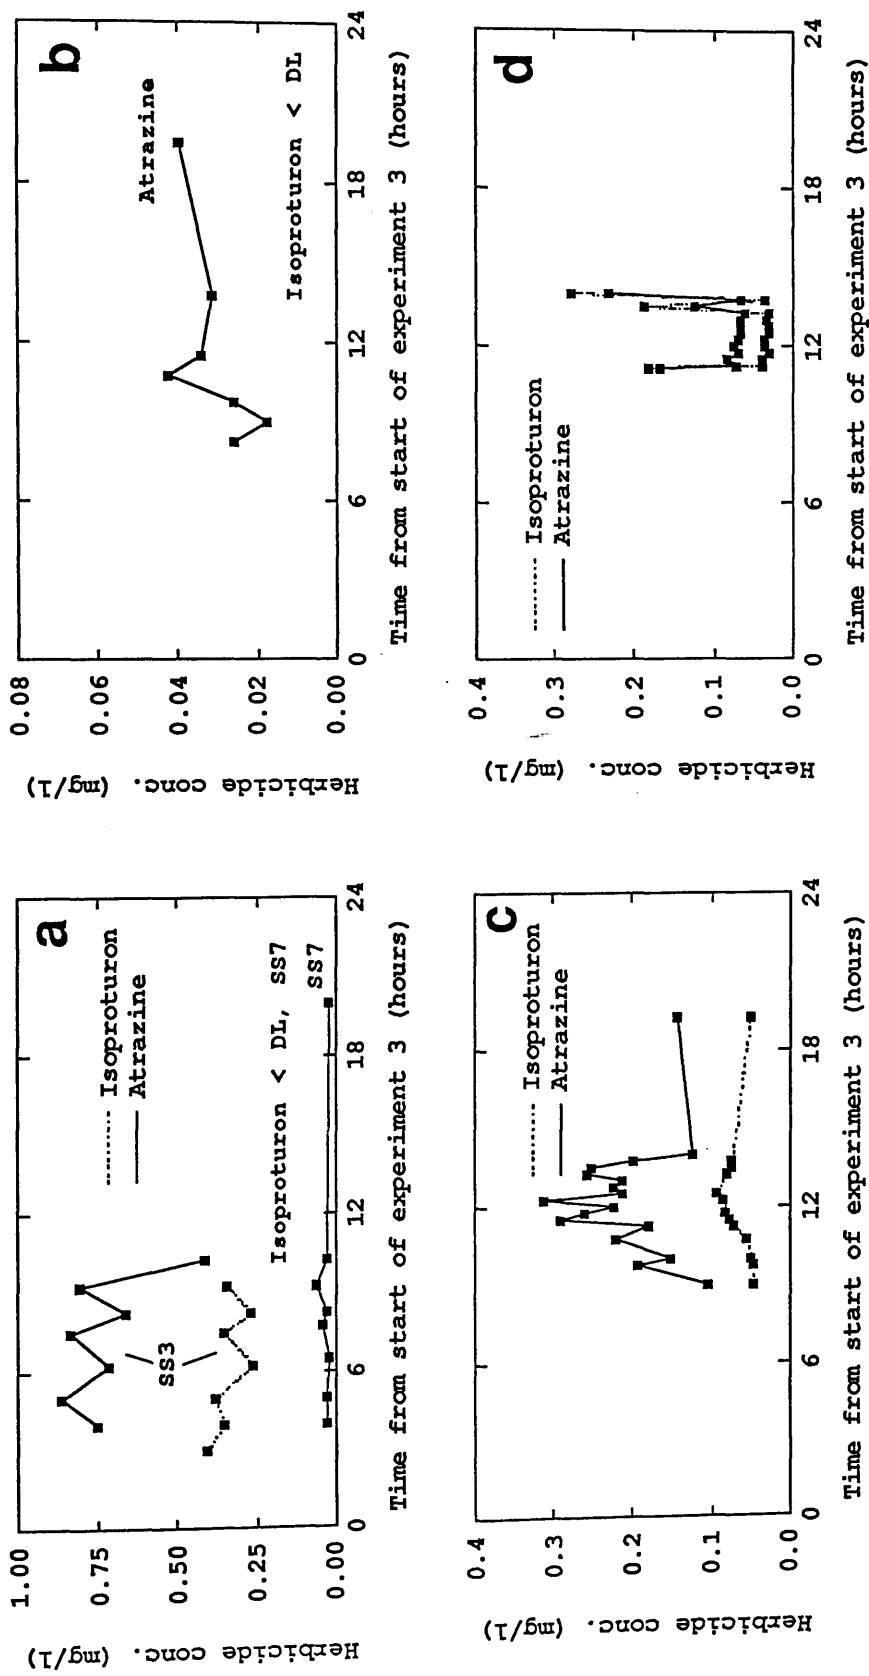 a
Herbicide conc. (mg/l)
1.00
0.75
0.50
0.25
0.00
Isoproturon
Atrazine
SS3
Isoproturon < DL, SS7
SS7
0 6 12 18 24
Time from start of experiment 3 (hours)
b
Herbicide conc. (mg/l)
0.08
0.06
0.04
0.02
0.00
Atrazine
Isoproturon < DL
0 6 12 18 24
Time from start of experiment 3 (hours)
c
Herbicide conc. (mg/l)
0.4
0.3
0.2
0.1
0.0
Isoproturon
Atrazine
0 6 12 18 24
Time from start of experiment 3 (hours)
d
Herbicide conc. (mg/l)
0.4
0.3
0.2
0.1
0.0
Isoproturon
Atrazine
0 6 12 18 24
Time from start of experiment 3 (hours)